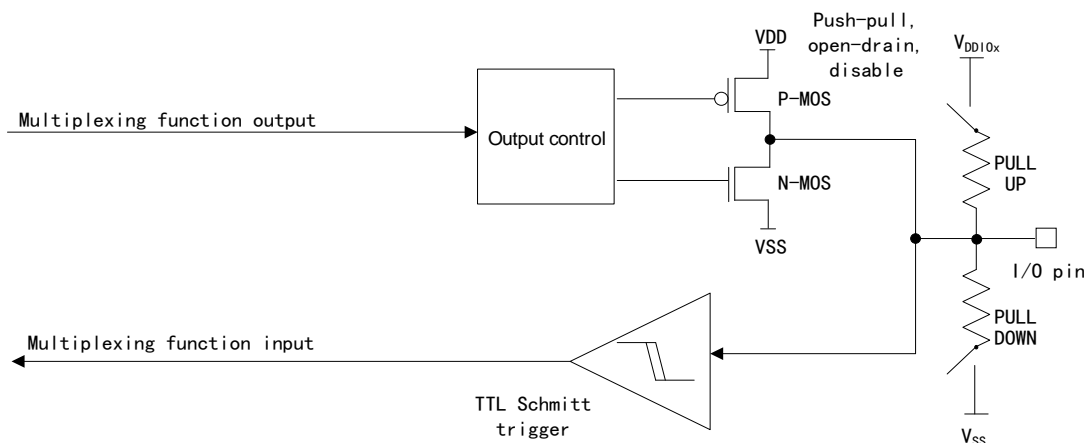 Push-pull,
open-drain,
disable
VDD
V_DDIOx
P-MOS
Multiplexing function output
Output control
N-MOS
PULL
UP
VSS
I/O pin
PULL
DOWN
Multiplexing function input
TTL Schmitt
trigger
V_SS